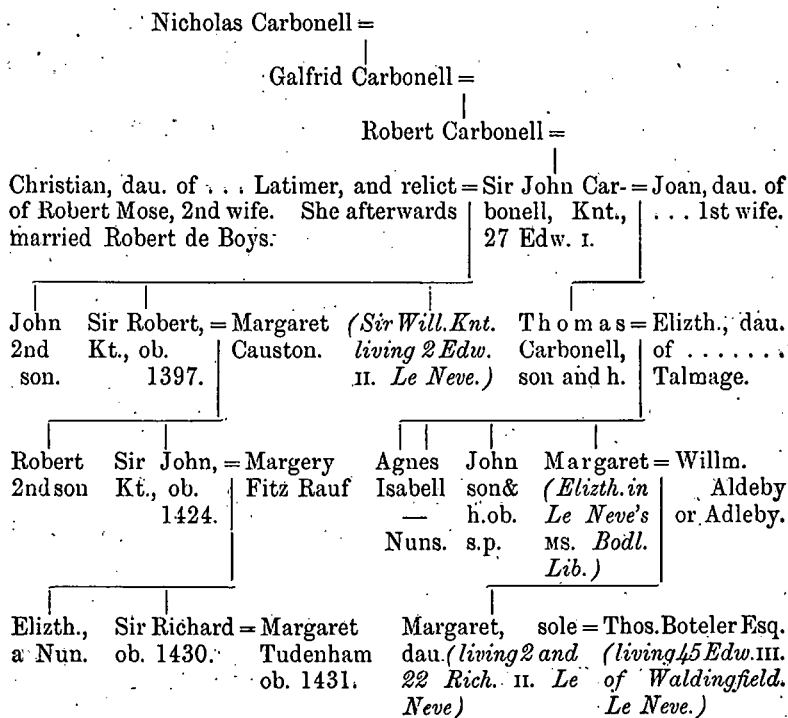 Nicholas Carbonell =
Galfrid Carbonell =
Robert Carbonell =
Christian, dau. of . . . Latimer, and relict = Sir John Car- = Joan, dau. of
of Robert Mose, 2nd wife. She afterwards bonell, Knt., . . . 1st wife.
married Robert de Boys. 27 Edw. I.
John Sir Robert, = Margaret (Sir Will. Knt. Thomas = Elizth., dau.
2nd Kt., ob. Causton. living 2 Edw. Carbonell, of . . . . . . .
son. 1397. II. Le Neve.) son and h. Talmage.
Robert Sir John, = Margery Agnes John Margaret = Willm.
2nd son Kt., ob. Fitz Rauf Isabell son & (Elizth. in Aldeby
1424. — h. ob. Le Neve's or Adleby.
Nuns. s.p. MS. Bodl.
Lib.)
Elizth., Sir Richard = Margaret Margaret, sole = Thos. Boteler Esq.
a Nun. ob. 1430. Tudenham dau. (living 2 and (living 45 Edw. III.
ob. 1431. 22 Rich. II. Le of Waldingfield.
Neve) Le Neve.)